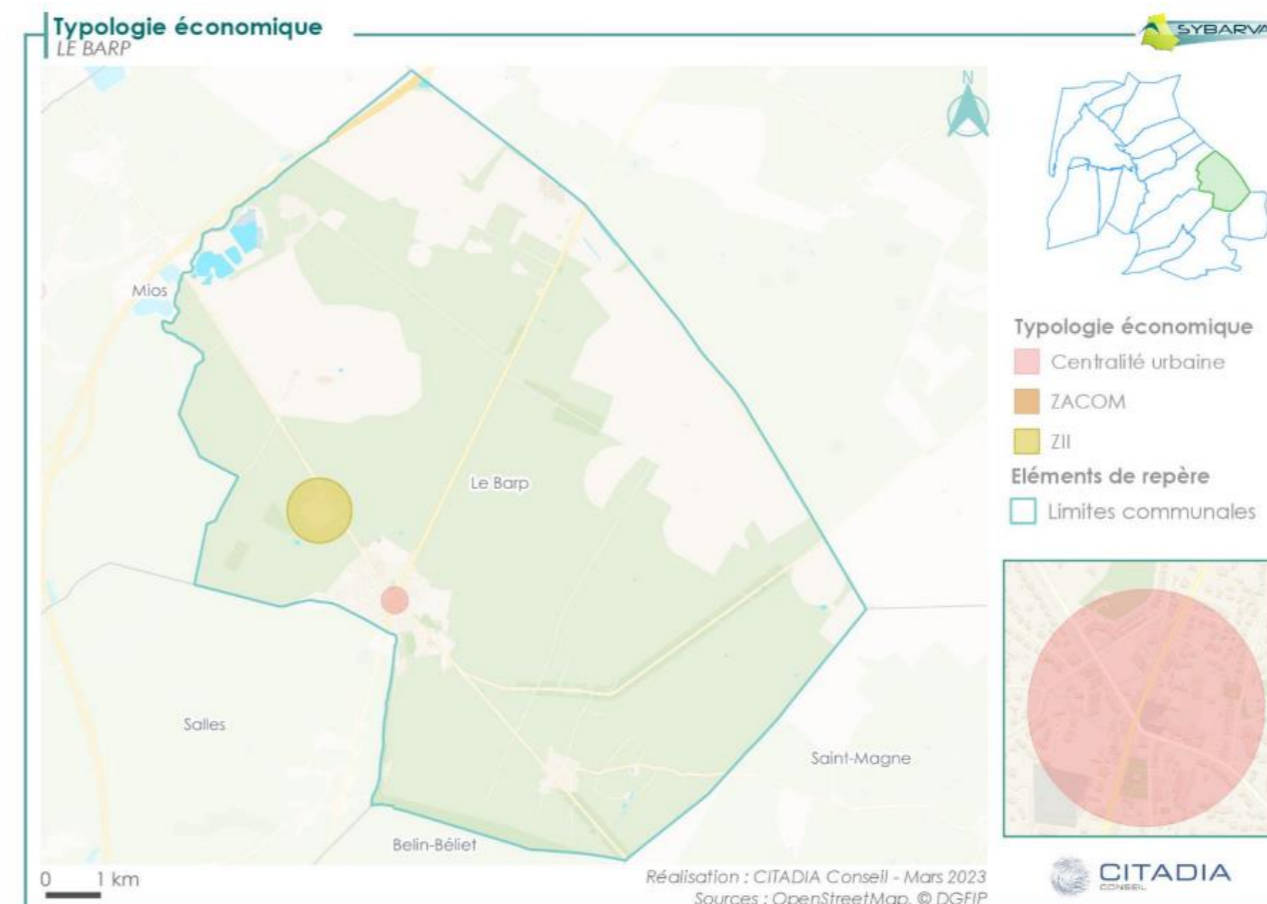 Typologie économique
LE BARP
SYBARVA
N
Mios
Le Barp
Salles
Saint-Magne
Belin-Béliet
0 1 km
Réalisation : CITADIA Conseil - Mars 2023
Sources : OpenStreetMap, © DGFIP
Typologie économique
Centralité urbaine
ZACOM
ZII
Eléments de repère
Limites communales
CITADIA
CONSEIL